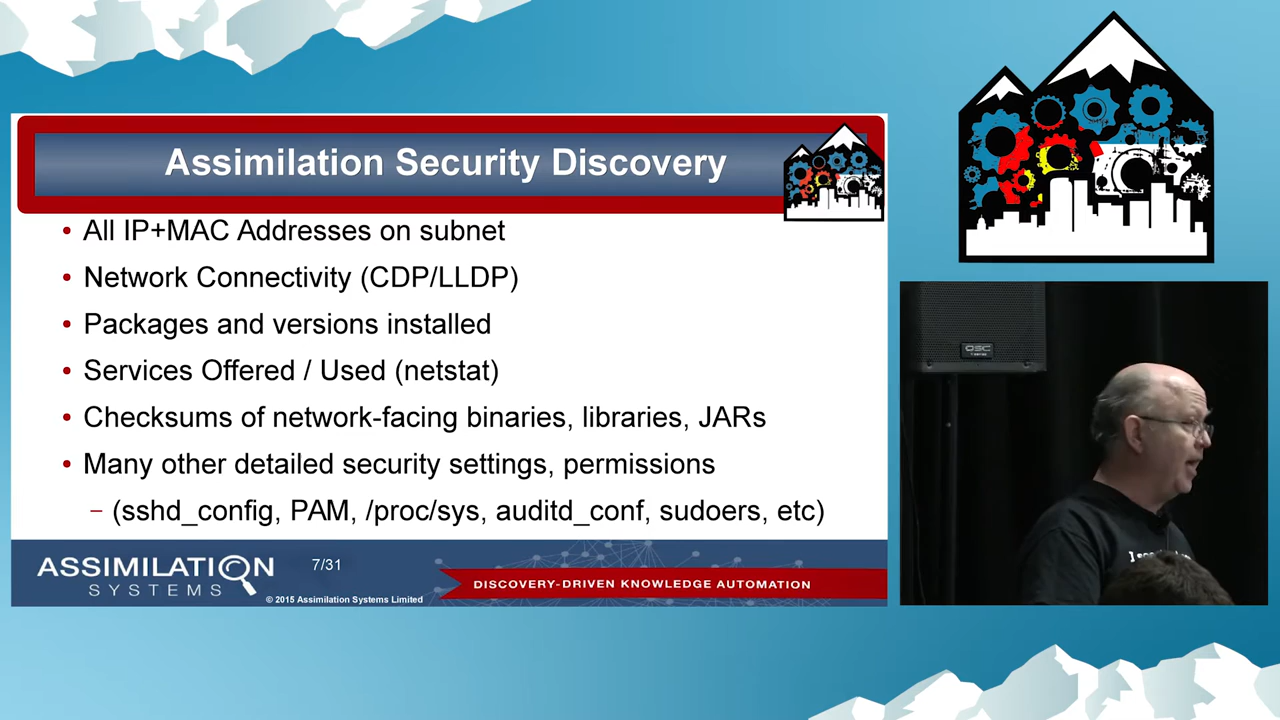 Assimilation Security Discovery
• All IP+MAC Addresses on subnet
• Network Connectivity (CDP/LLDP)
• Packages and versions installed
• Services Offered / Used (netstat)
• Checksums of network-facing binaries, libraries, JARs
• Many other detailed security settings, permissions
– (sshd_config, PAM, /proc/sys, auditd_conf, sudoers, etc)
ASSIMILATION
SYSTEMS
7/31
© 2015 Assimilation Systems Limited
DISCOVERY-DRIVEN KNOWLEDGE AUTOMATION
QSC